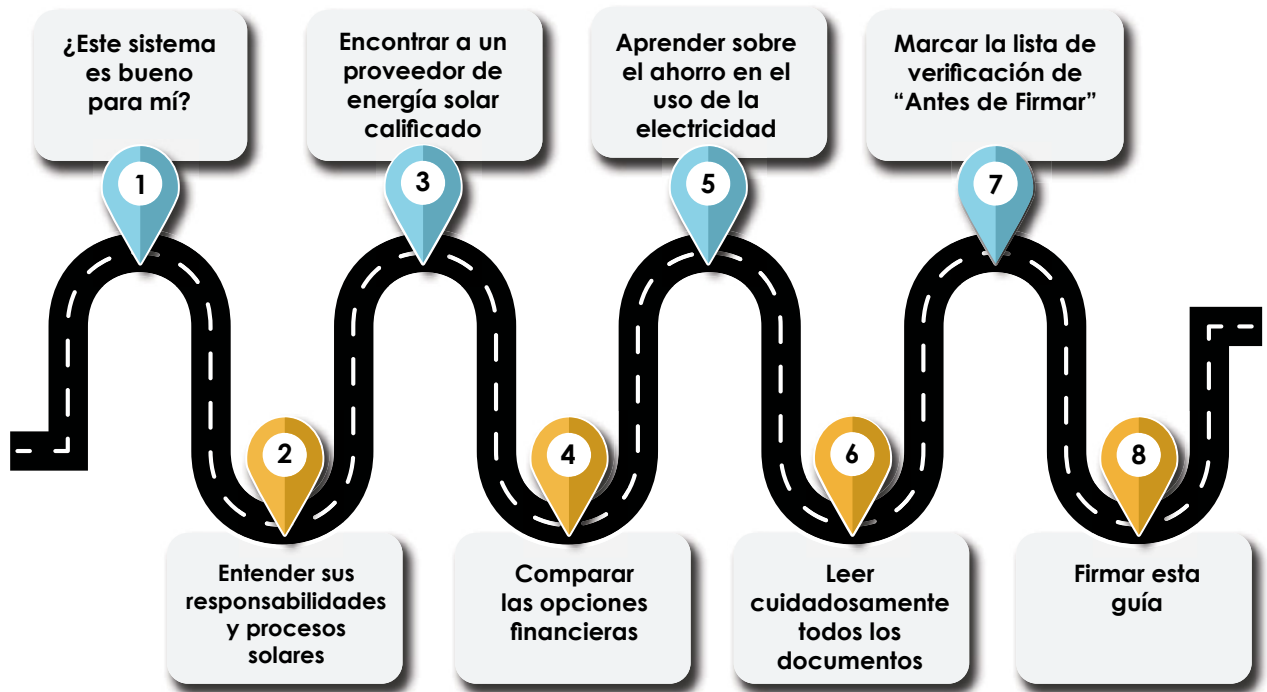 ¿Este sistema
es bueno
para mí?
1
Entender sus
responsabilidades
y procesos
solares
2
Encontrar a un
proveedor de
energía solar
calificado
3
Comparar
las opciones
financieras
4
Aprender sobre
el ahorro en el
uso de la
electricidad
5
Leer
cuidadosamente
todos los
documentos
6
Marcar la lista de
verificación de
“Antes de Firmar”
7
Firmar esta
guía
8